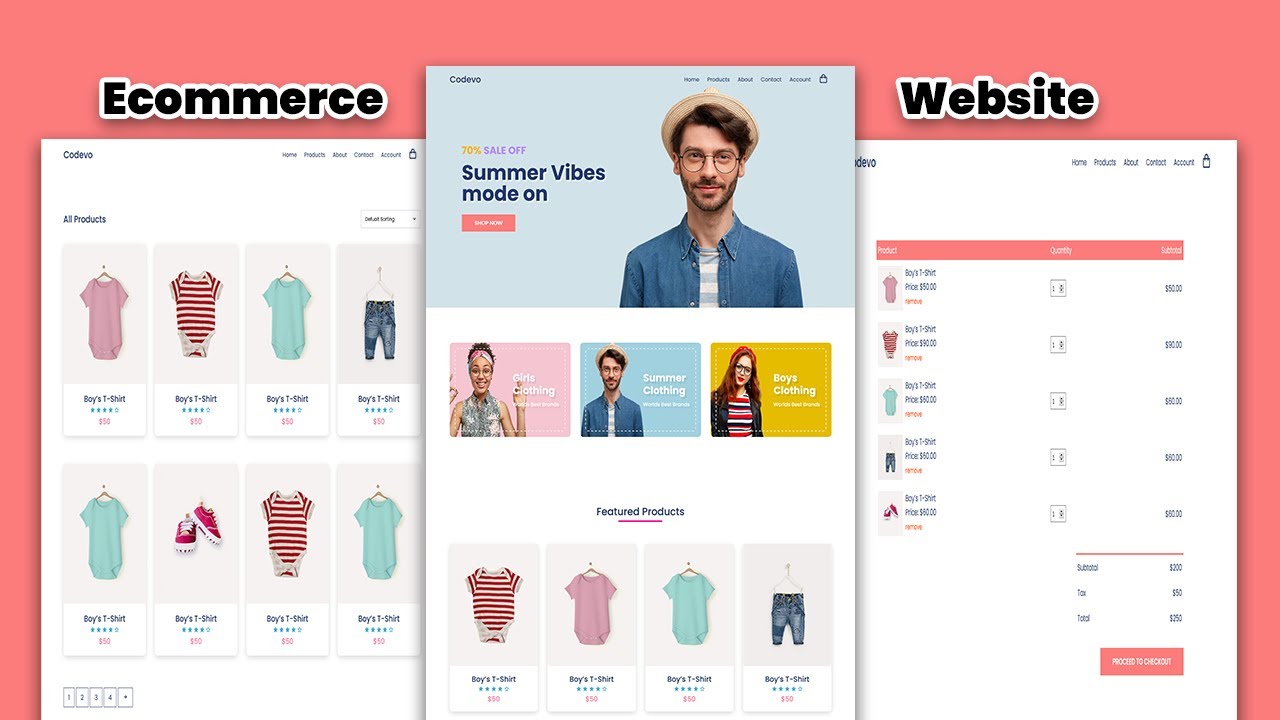 Ecommerce
Website
Codevo
Home Products About Contact Account
All Products
Default Sorting
Boy's T-Shirt
$50
Boy's T-Shirt
$50
Boy's T-Shirt
$50
Boy's T-Shirt
$50
Boy's T-Shirt
$50
Boy's T-Shirt
$50
Boy's T-Shirt
$50
Boy's T-Shirt
$50
1 2 3 4
Codevo
Home Products About Contact Account
70% SALE OFF
Summer Vibes
mode on
SHOP NOW
Girls
Clothing
Worlds Best Brands
Summer
Clothing
Worlds Best Brands
Boys
Clothing
Worlds Best Brands
Featured Products
Boy's T-Shirt
$50
Boy's T-Shirt
$50
Boy's T-Shirt
$50
Boy's T-Shirt
$50
devo
Home Products About Contact Account
Product Quantity Subtotal
Boy's T-Shirt
Price: $50.00
remove
1
$50.00
Boy's T-Shirt
Price: $90.00
remove
1
$90.00
Boy's T-Shirt
Price: $60.00
remove
1
$60.00
Boy's T-Shirt
Price: $60.00
remove
1
$60.00
Boy's T-Shirt
Price: $60.00
remove
1
$60.00
Subtotal $200
Tax $50
Total $250
PROCEED TO CHECKOUT